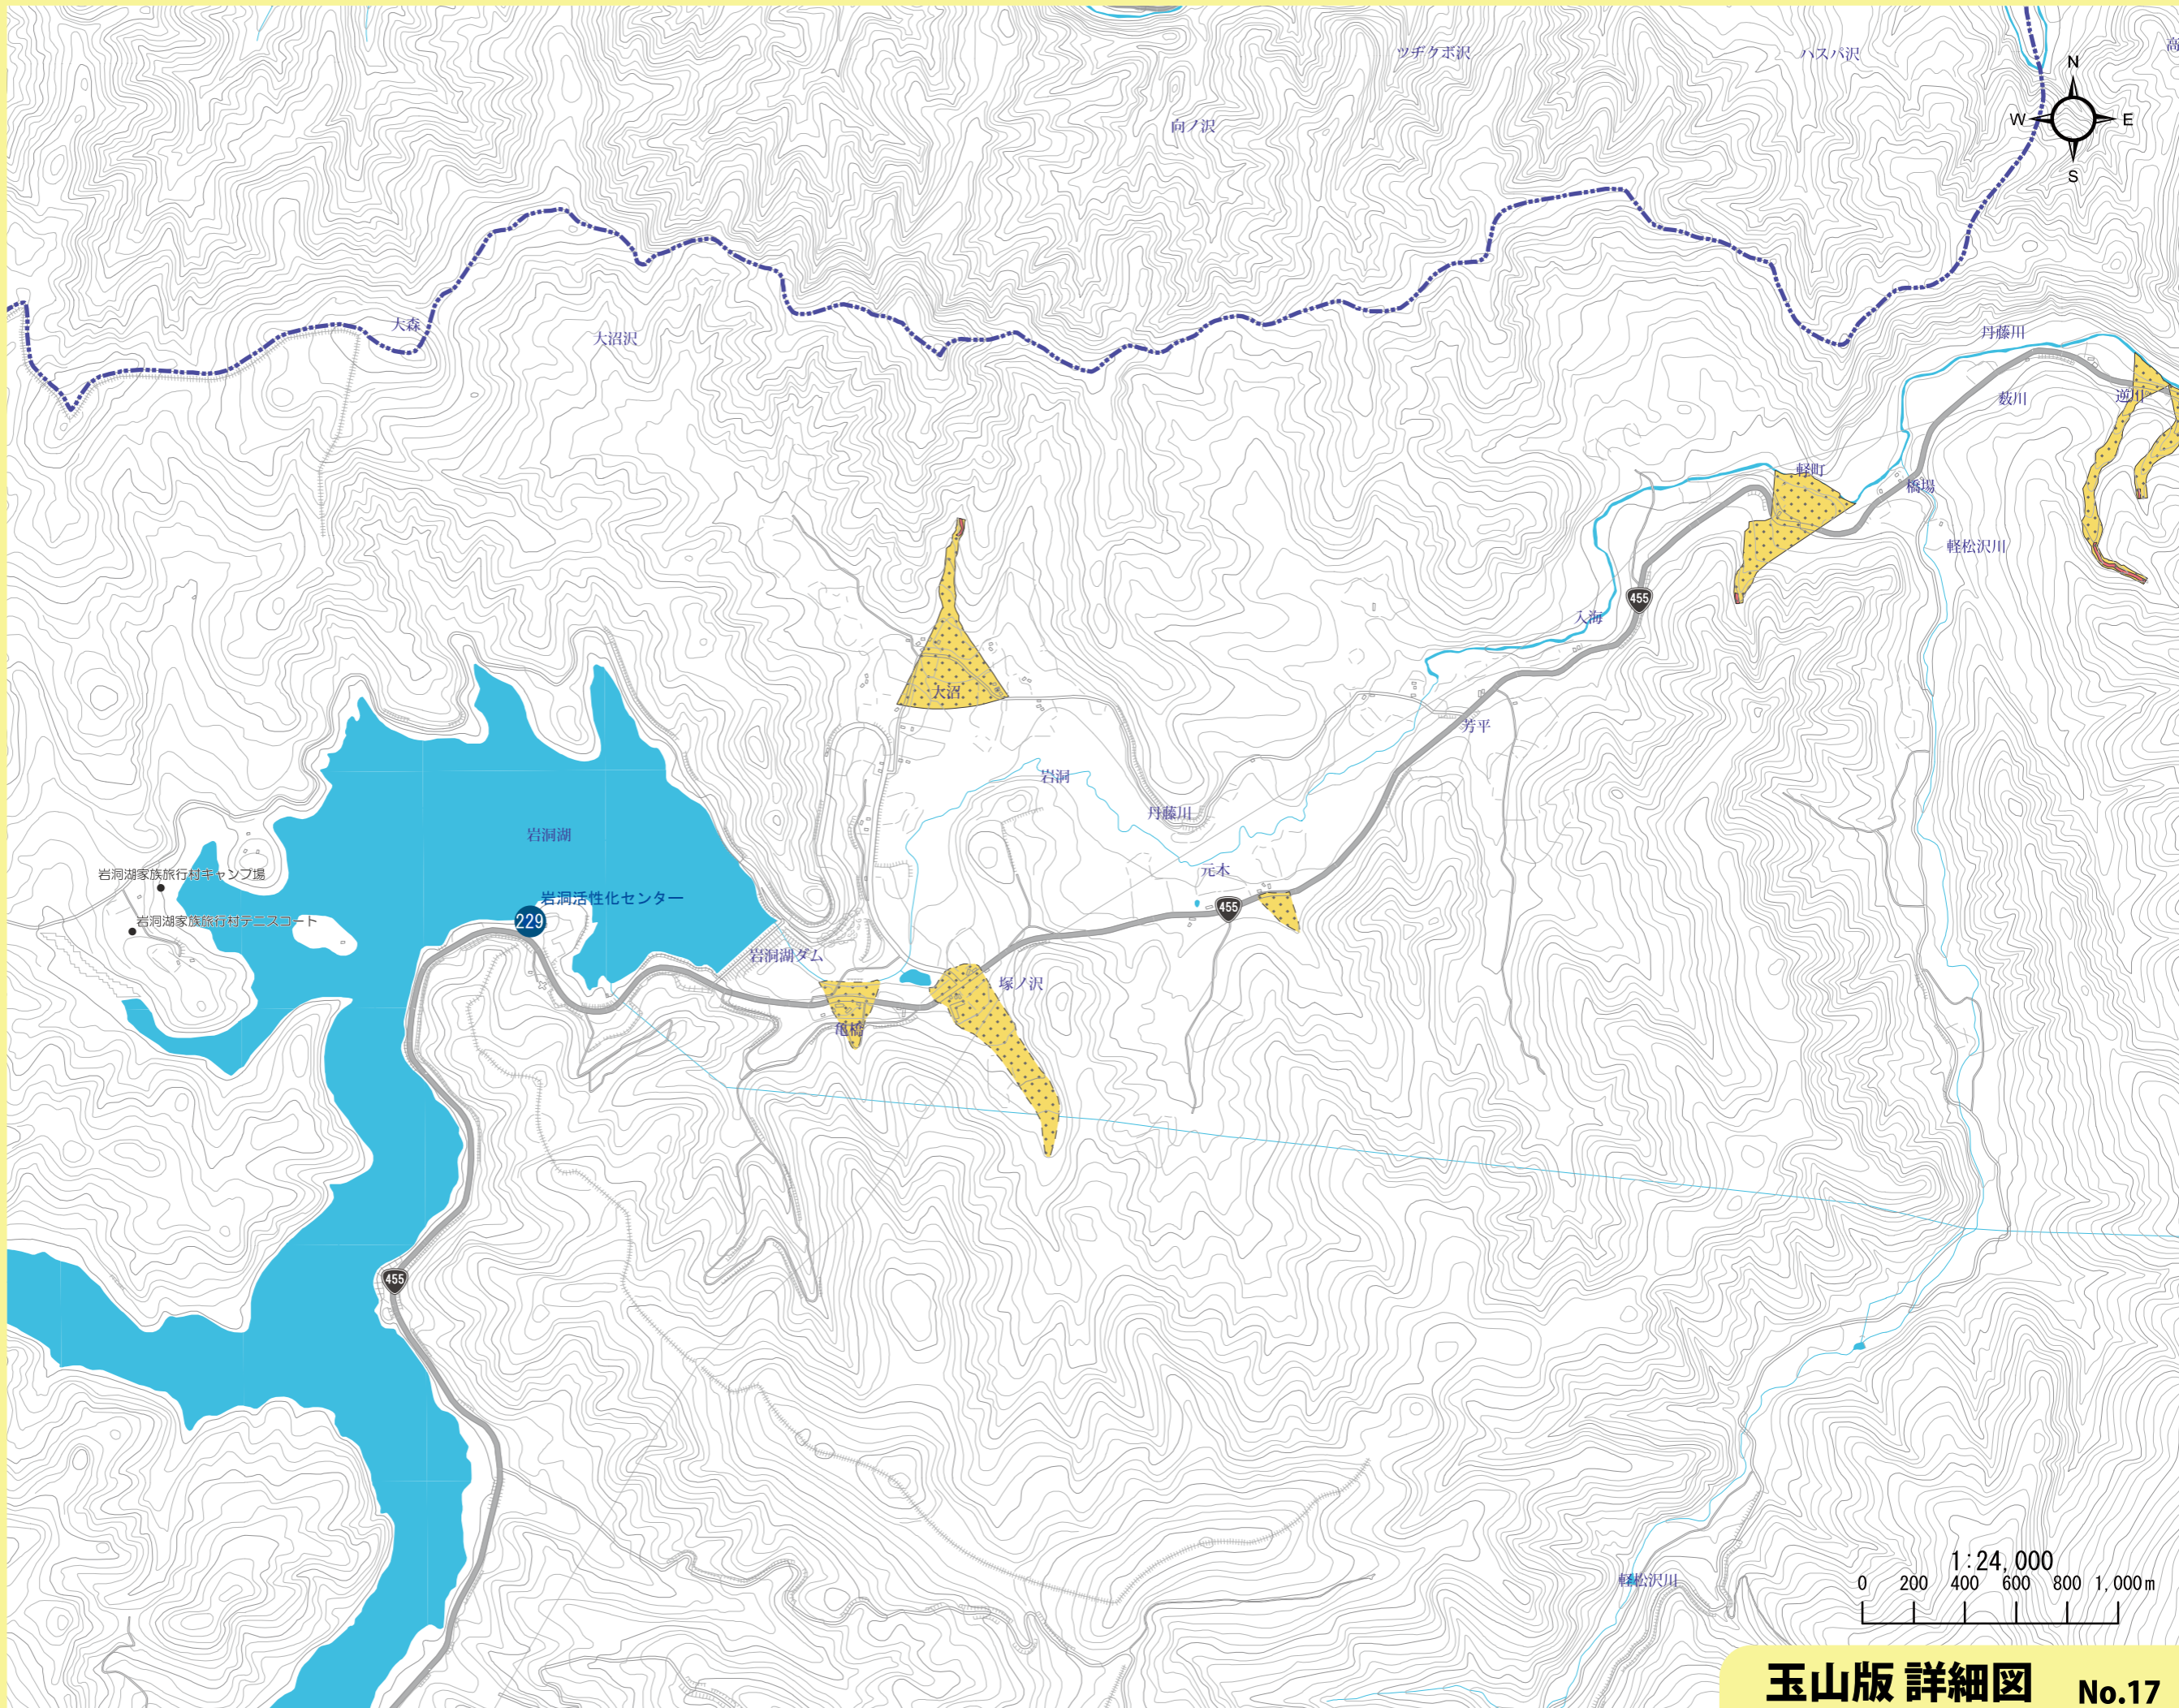 ツヂクボ沢
ハスパ沢
高
N
W
E
S
向ノ沢
大森
大沼沢
丹藤川
薮川
逆川
軽町
橋場
軽松沢川
455
入海
大沼
芳平
岩洞
丹藤川
岩洞湖
元木
岩洞湖家族旅行村キャンプ場
岩洞活性化センター
229
岩洞湖家族旅行村テニスコート
455
岩洞湖ダム
塚ノ沢
亀橋
455
軽松沢川
1:24,000
0 200 400 600 800 1,000m
玉山版 詳細図 No.17